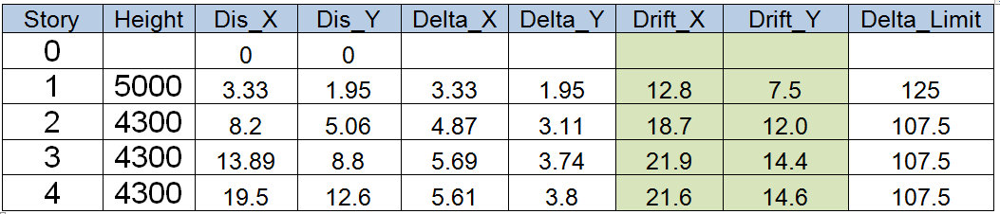 Story Height Dis_X Dis_Y Delta_X Delta_Y Drift_X Drift_Y Delta_Limit
0 0 0
1 5000 3.33 1.95 3.33 1.95 12.8 7.5 125
2 4300 8.2 5.06 4.87 3.11 18.7 12.0 107.5
3 4300 13.89 8.8 5.69 3.74 21.9 14.4 107.5
4 4300 19.5 12.6 5.61 3.8 21.6 14.6 107.5